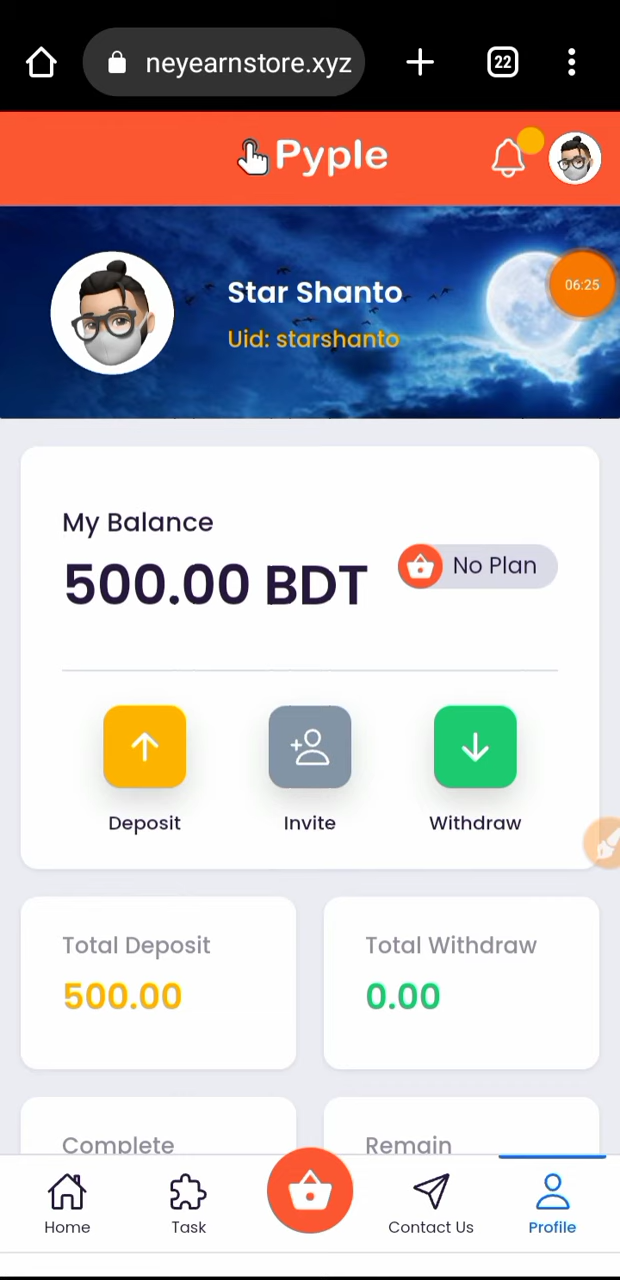 neyearnstore.xyz
22
Pyple
Star Shanto
06:25
Uid: starshanto
My Balance
500.00 BDT
No Plan
Deposit
Invite
Withdraw
Total Deposit
Total Withdraw
500.00
0.00
Complete
Remain
Home
Task
Contact Us
Profile